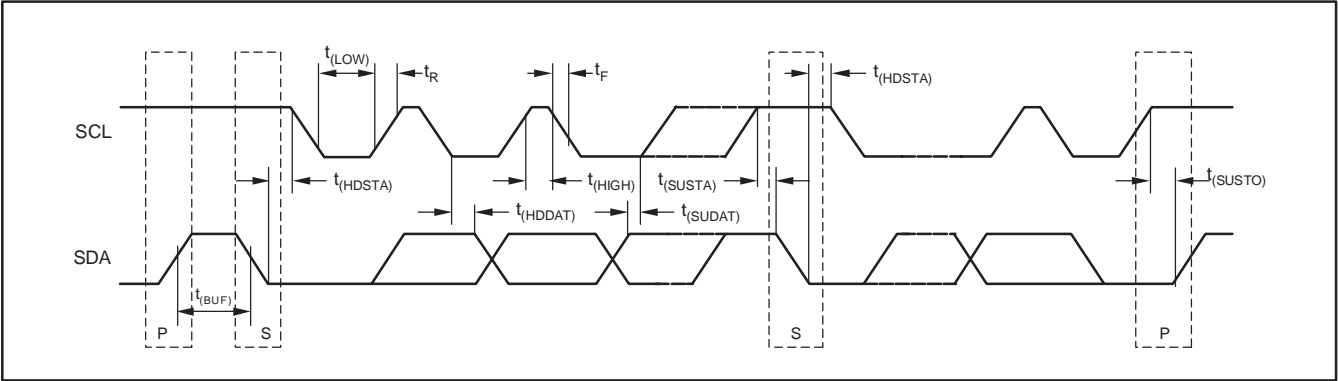 t(LOW)
tR
tF
t(HDSTA)
SCL
t(HDSTA)
t(HIGH)
t(SUSTA)
t(SUSTO)
t(HDDAT)
t(SUDAT)
SDA
t(BUF)
P
S
S
P